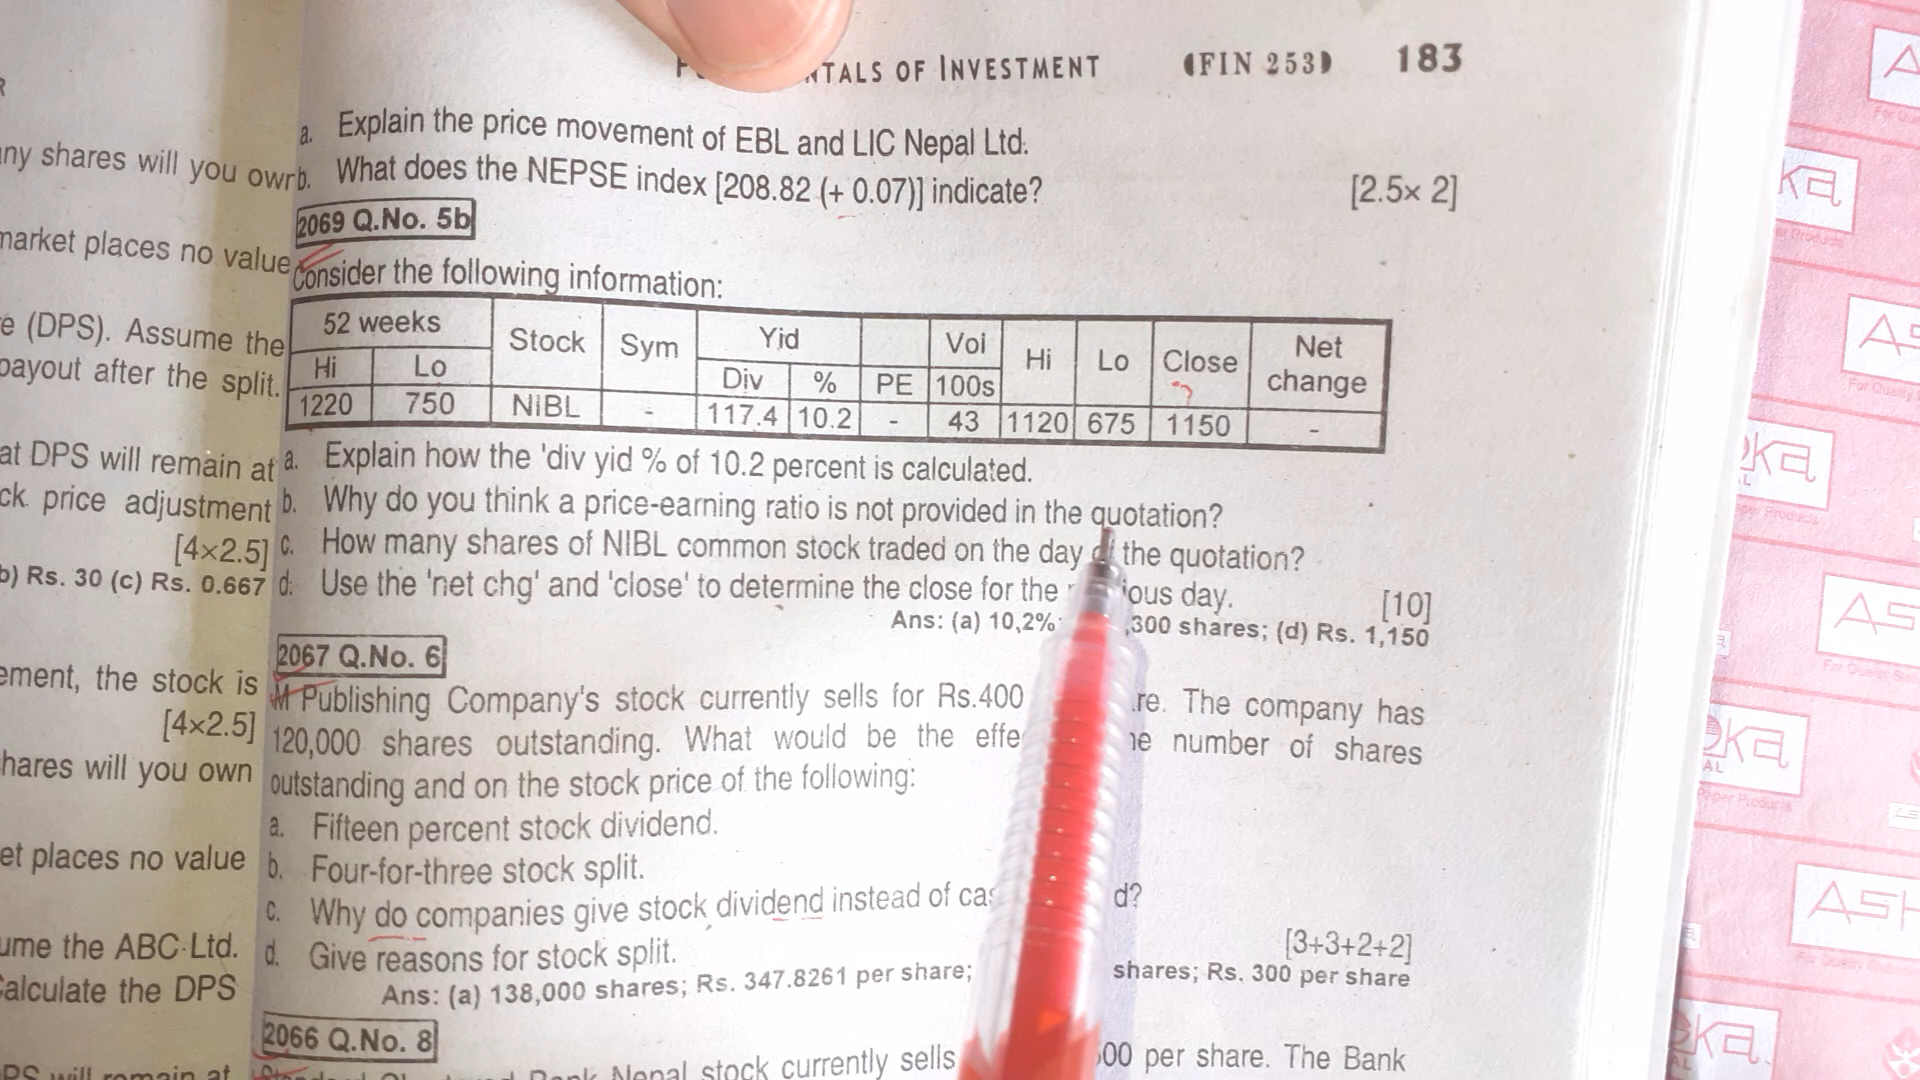 TALS OF INVESTMENT (FIN 253) 183
a. Explain the price movement of EBL and LIC Nepal Ltd.
b. What does the NEPSE index [208.82 (+ 0.07)] indicate? [2.5× 2]
2069 Q.No. 5b
Consider the following information:
52 weeks Stock Sym Yid Vol Hi Lo Close Net change
Hi Lo Div % PE 100s
1220 750 NIBL - 117.4 10.2 - 43 1120 675 1150 -
a. Explain how the 'div yid % of 10.2 percent is calculated.
b. Why do you think a price-earning ratio is not provided in the quotation?
c. How many shares of NIBL common stock traded on the day the quotation?
d. Use the 'net chg' and 'close' to determine the close for the ious day. [10]
Ans: (a) 10,2%; ,300 shares; (d) Rs. 1,150
2067 Q.No. 6
M Publishing Company's stock currently sells for Rs.400 re. The company has
120,000 shares outstanding. What would be the effe number of shares
outstanding and on the stock price of the following:
a. Fifteen percent stock dividend.
b. Four-for-three stock split.
c. Why do companies give stock dividend instead of cas d?
d. Give reasons for stock split. [3+3+2+2]
Ans: (a) 138,000 shares; Rs. 347.8261 per share; shares; Rs. 300 per share
2066 Q.No. 8
Bank Nepal stock currently sells 00 per share. The Bank
ny shares will you own
market places no value
e (DPS). Assume the
payout after the split.
at DPS will remain at
ck price adjustment
[4×2.5]
b) Rs. 30 (c) Rs. 0.667
ement, the stock is
[4×2.5]
hares will you own
et places no value
ume the ABC Ltd.
alculate the DPS
PS will remain at